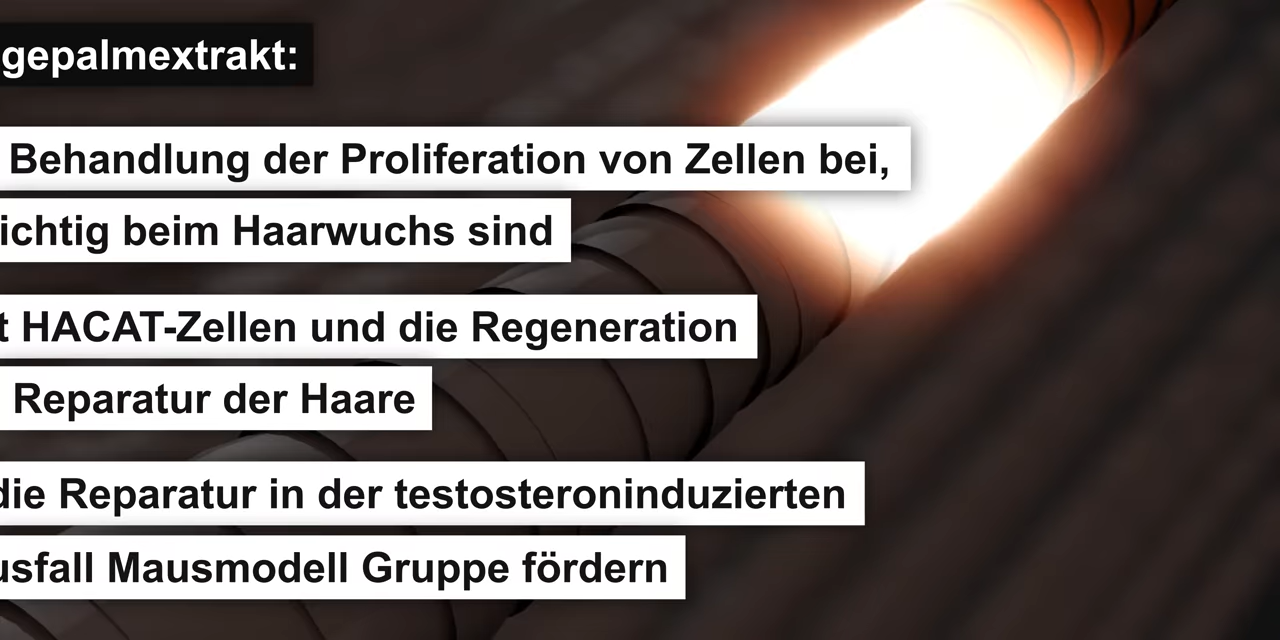 gepalmextrakt:
Behandlung der Proliferation von Zellen bei,
ichtig beim Haarwuchs sind
t HACAT-Zellen und die Regeneration
Reparatur der Haare
die Reparatur in der testosteroninduzierten
usfall Mausmodell Gruppe fördern